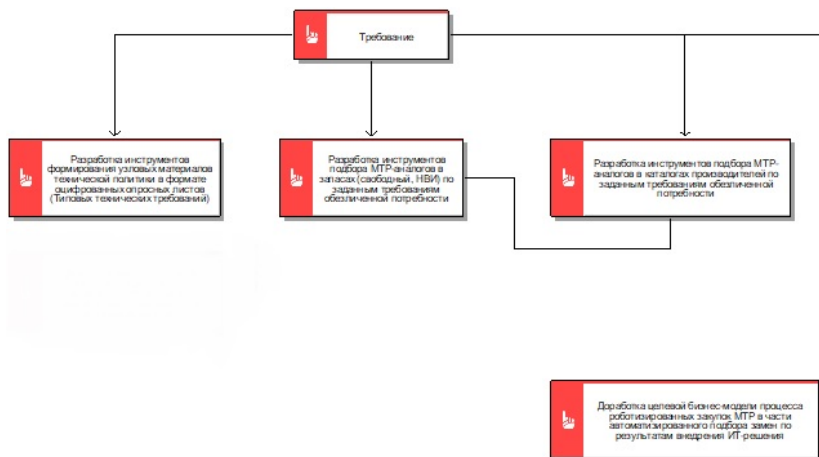 Требование
Разработка инструментов
формирования узловых материалов
технической политики в формате
оцифрованных опросных листов
(Типовых технических требований)
Разработка инструментов
подбора МТР-аналогов в
запасах (свободный, НВИ) по
заданным требованиям
обезличенной потребности
Разработка инструментов подбора МТР-
аналогов в каталогах производителей по
заданным требованиям обезличенной
потребности
Доработка целевой бизнес-модели процесса
роботизированных закупок МТР в части
автоматизированного подбора замен по
результатам внедрения ИТ-решения